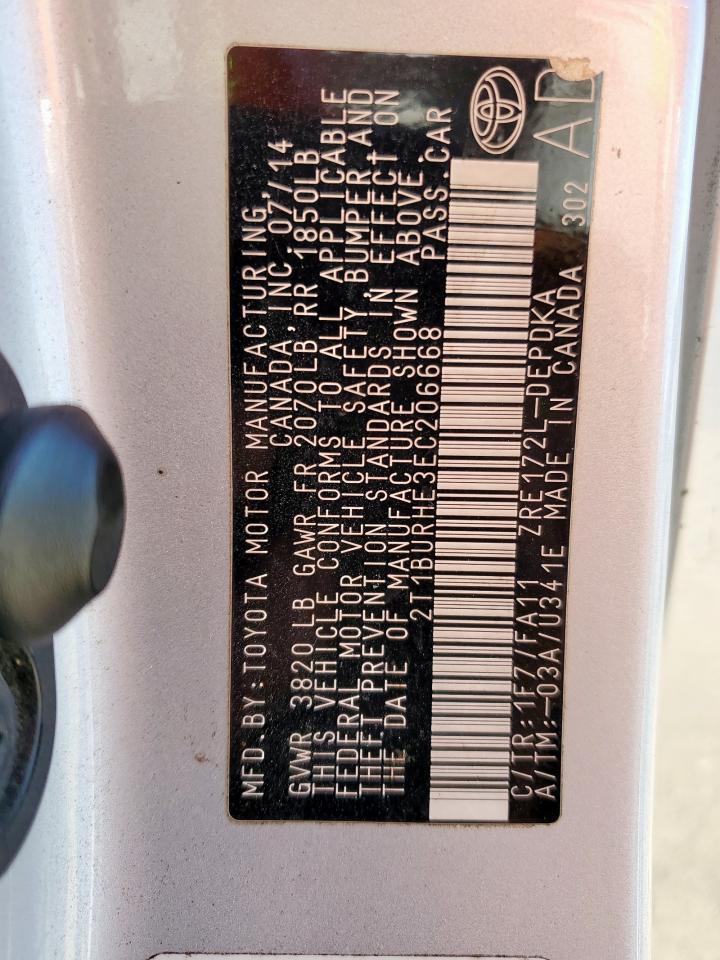 MFD.BY:TOYOTA MOTOR MANUFACTURING,
CANADA,INC.07/14
GVWR 3820 LB GAWR FR 2070LB,RR 1850LB
THIS VEHICLE CONFORMS TO ALL APPLICABLE
FEDERAL MOTOR VEHICLE SAFETY, BUMPER,AND
THEFT PREVENTION STANDARDS IN EFFECT ON
THE DATE OF MANUFACTURE SHOWN ABOVE.
2T1BURHE3EC206668 PASS.CAR
C/TR:1F7/FA11 ZRE172L-DEPDKA
A/TM:-03A/U341E MADE IN CANADA 302
AD